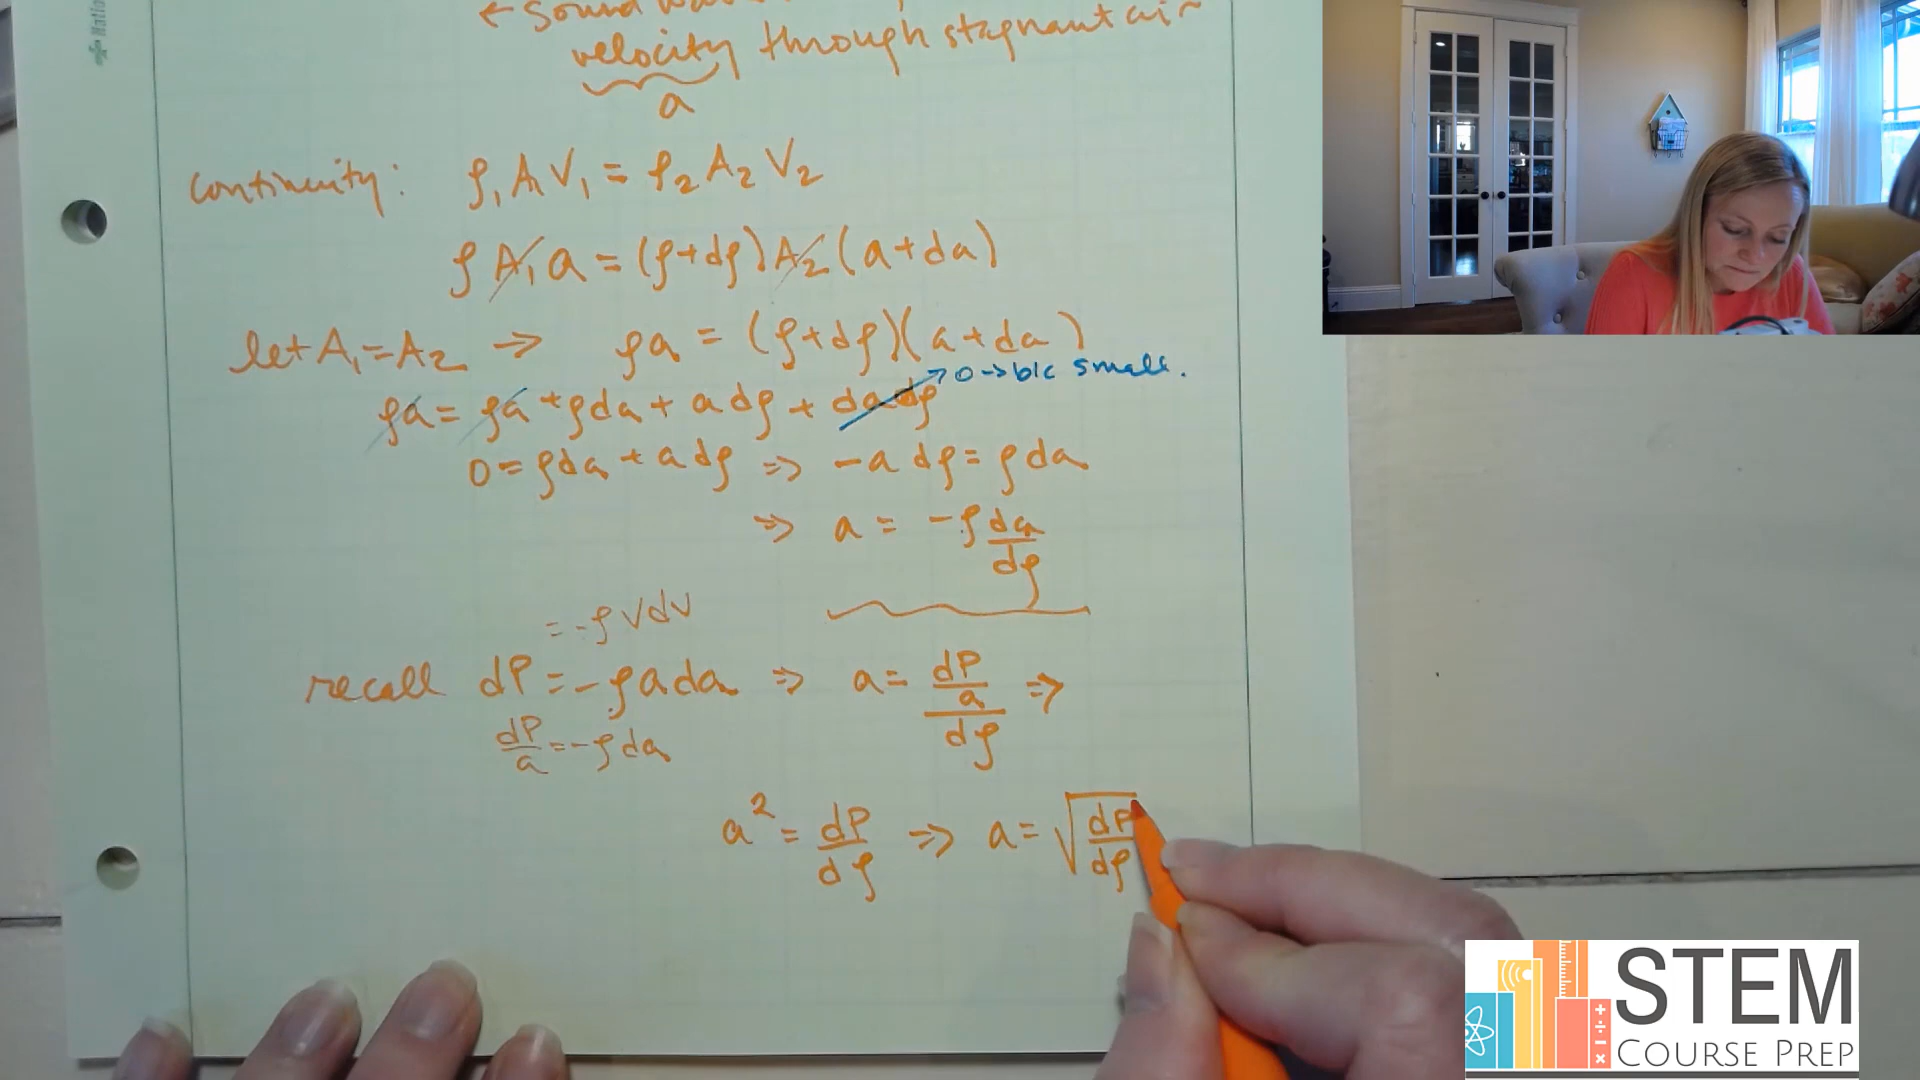 ← Sound
velocity through stagnant air
a
continuity: ρ₁A₁V₁ = ρ₂A₂V₂
ρA₁a = (ρ+dρ)A₂(a+da)
let A₁=A₂ ⇒ ρa = (ρ+dρ)(a+da)
0 → b/c small.
ρa = ρa + ρda + adρ + dadρ
0 = ρda + adρ ⇒ -adρ = ρda
⇒ a = -ρ da/dρ
= -ρVdV
recall dP = -ρada ⇒ a = (dP/a)/dρ ⇒
dP/a = -ρda
a² = dP/dρ ⇒ a = √(dP/dρ)
STEM
COURSE PREP